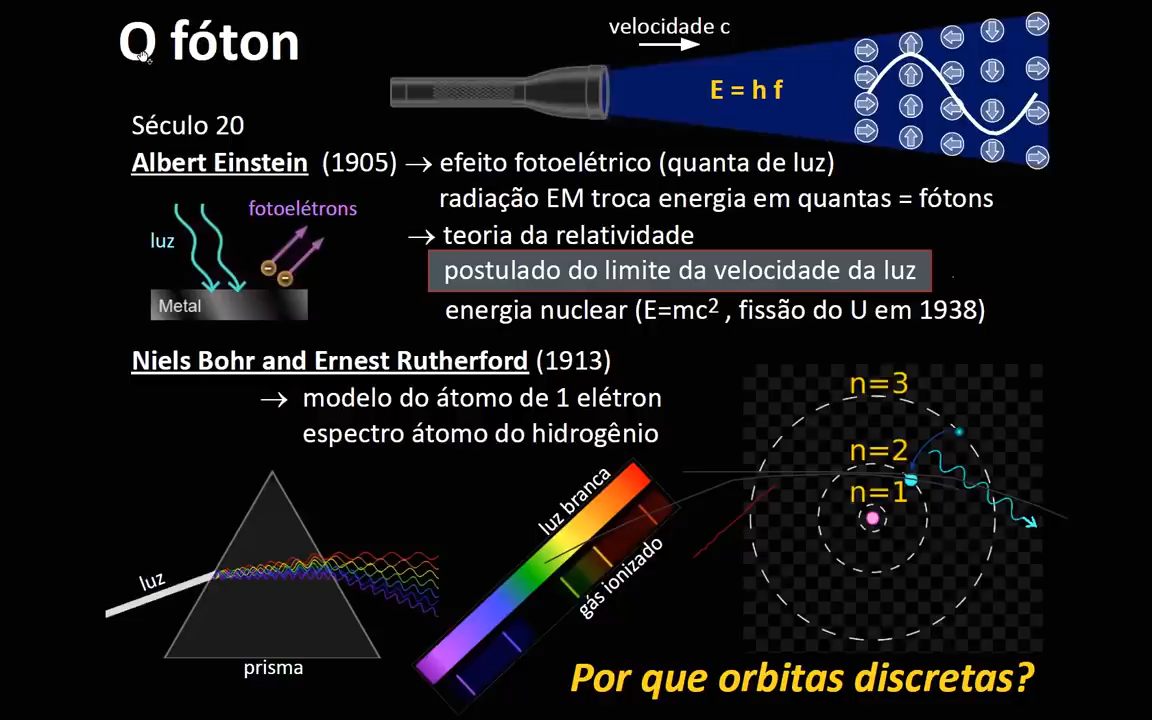 O fóton
velocidade c
E = h f
Século 20
Albert Einstein (1905) → efeito fotoelétrico (quanta de luz)
radiação EM troca energia em quantas = fótons
→ teoria da relatividade
postulado do limite da velocidade da luz
energia nuclear (E=mc², fissão do U em 1938)
fotoelétrons
luz
Metal
Niels Bohr and Ernest Rutherford (1913)
→ modelo do átomo de 1 elétron
espectro átomo do hidrogênio
n=3
n=2
n=1
luz branca
gás ionizado
luz
prisma
Por que orbitas discretas?